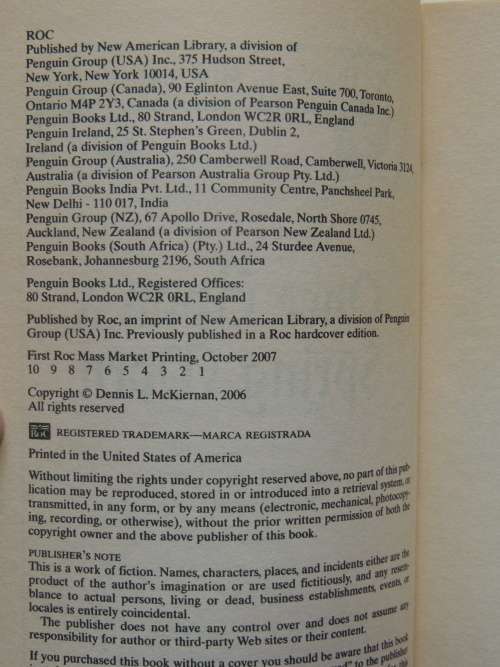 ROC
Published by New American Library, a division of
Penguin Group (USA) Inc., 375 Hudson Street,
New York, New York 10014, USA
Penguin Group (Canada), 90 Eglinton Avenue East, Suite 700, Toronto,
Ontario M4P 2Y3, Canada (a division of Pearson Penguin Canada Inc.)
Penguin Books Ltd., 80 Strand, London WC2R 0RL, England
Penguin Ireland, 25 St. Stephen's Green, Dublin 2,
Ireland (a division of Penguin Books Ltd.)
Penguin Group (Australia), 250 Camberwell Road, Camberwell, Victoria 3124,
Australia (a division of Pearson Australia Group Pty. Ltd.)
Penguin Books India Pvt. Ltd., 11 Community Centre, Panchsheel Park,
New Delhi - 110 017, India
Penguin Group (NZ), 67 Apollo Drive, Rosedale, North Shore 0745,
Auckland, New Zealand (a division of Pearson New Zealand Ltd.)
Penguin Books (South Africa) (Pty.) Ltd., 24 Sturdee Avenue,
Rosebank, Johannesburg 2196, South Africa
Penguin Books Ltd., Registered Offices:
80 Strand, London WC2R 0RL, England
Published by Roc, an imprint of New American Library, a division of Penguin
Group (USA) Inc. Previously published in a Roc hardcover edition.
First Roc Mass Market Printing, October 2007
10 9 8 7 6 5 4 3 2 1
Copyright © Dennis L. McKiernan, 2006
All rights reserved
ROC REGISTERED TRADEMARK—MARCA REGISTRADA
Printed in the United States of America
Without limiting the rights under copyright reserved above, no part of this pub-
lication may be reproduced, stored in or introduced into a retrieval system, or
transmitted, in any form, or by any means (electronic, mechanical, photocopy-
ing, recording, or otherwise), without the prior written permission of both the
copyright owner and the above publisher of this book.
PUBLISHER'S NOTE
This is a work of fiction. Names, characters, places, and incidents either are the
product of the author's imagination or are used fictitiously, and any resem-
blance to actual persons, living or dead, business establishments, events, or
locales is entirely coincidental.
The publisher does not have any control over and does not assume any
responsibility for author or third-party Web sites or their content.
If you purchased this book without a cover you should be aware that this book
to the publisher